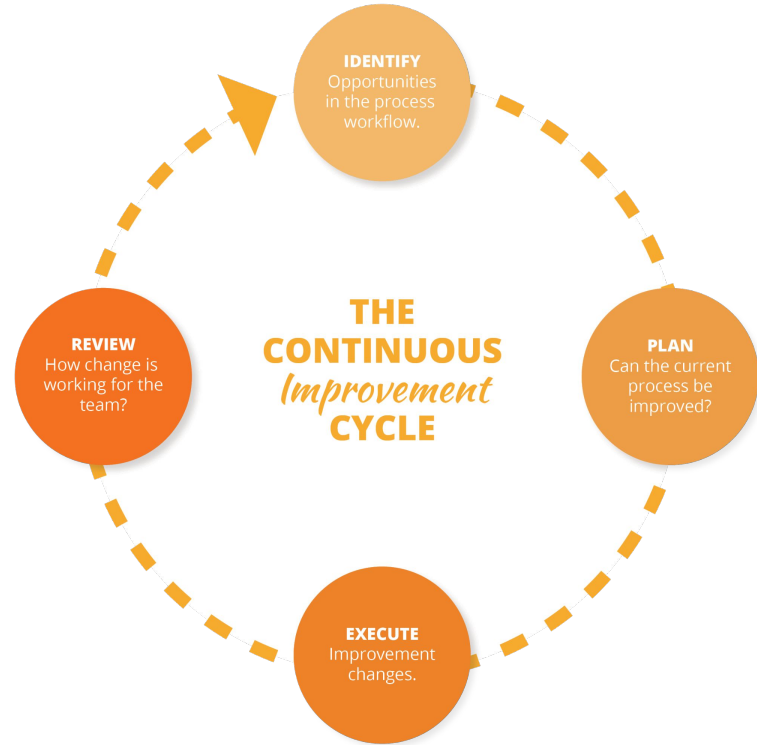 IDENTIFY
Opportunities
in the process
workflow.
THE
CONTINUOUS
Improvement
CYCLE
REVIEW
How change is
working for the
team?
PLAN
Can the current
process be
improved?
EXECUTE
Improvement
changes.